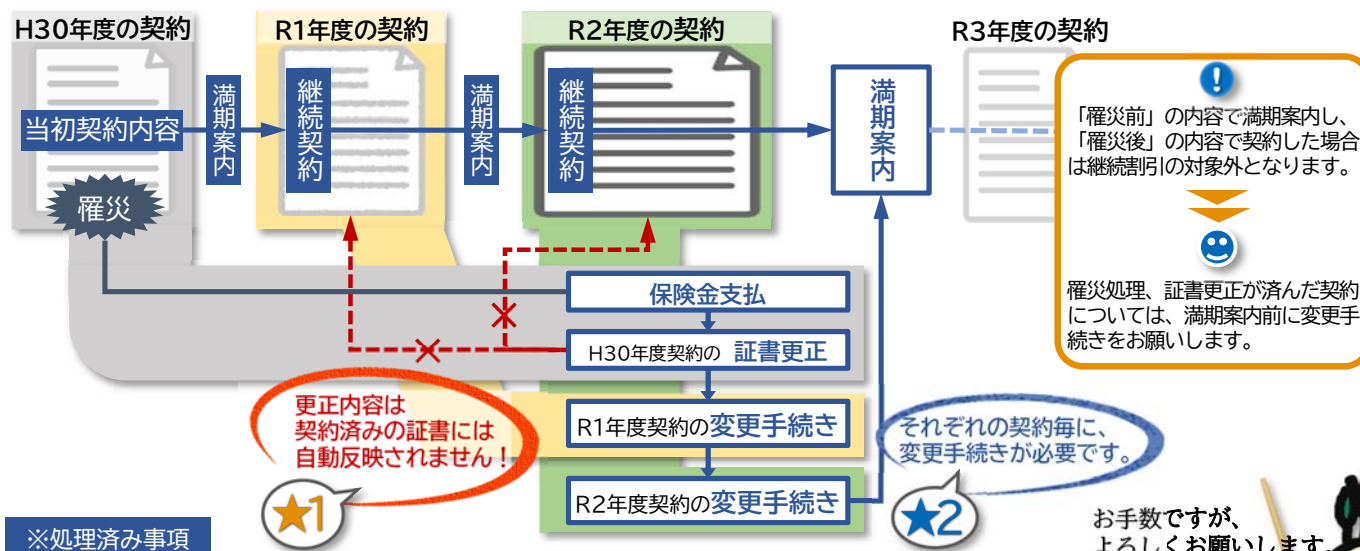 H30年度の契約
R1年度の契約
R2年度の契約
R3年度の契約
当初契約内容
満期案内
継続契約
満期案内
継続契約
満期案内
罹災
「罹災前」の内容で満期案内し、
「罹災後」の内容で契約した場合
は継続割引の対象外となります。
罹災処理、証書更正が済んだ契約
については、満期案内前に変更手
続きをお願いします。
保険金支払
H30年度契約の 証書更正
R1年度契約の変更手続き
R2年度契約の変更手続き
更正内容は
契約済みの証書には
自動反映されません！
★1
それぞれの契約毎に、
変更手続きが必要です。
★2
※処理済み事項
お手数ですが、
よろしくお願いします。